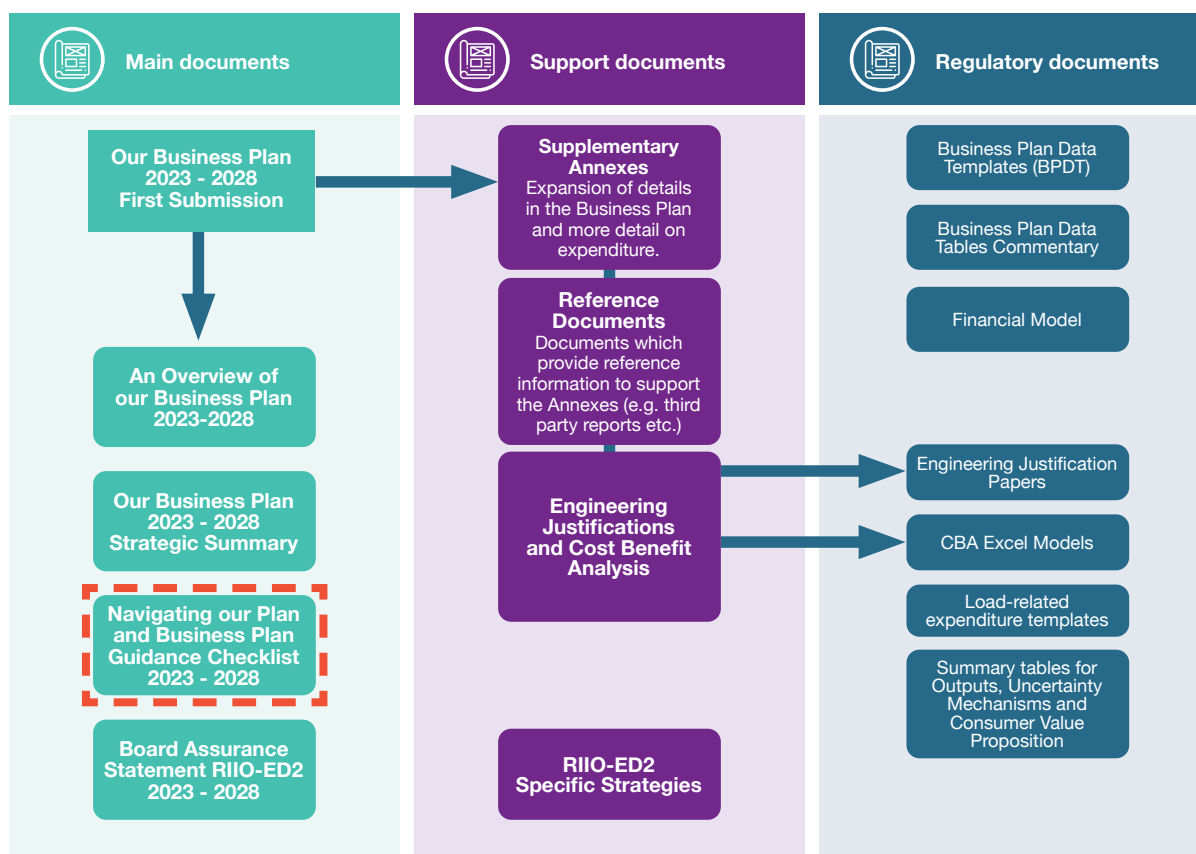 Main documents
Our Business Plan
2023 - 2028
First Submission
An Overview of
our Business Plan
2023-2028
Our Business Plan
2023 - 2028
Strategic Summary
Navigating our Plan
and Business Plan
Guidance Checklist
2023 - 2028
Board Assurance
Statement RIIO-ED2
2023 - 2028
Support documents
Supplementary
Annexes
Expansion of details
in the Business Plan
and more detail on
expenditure.
Reference
Documents
Documents which
provide reference
information to support
the Annexes (e.g. third
party reports etc.)
Engineering
Justifications
and Cost Benefit
Analysis
RIIO-ED2
Specific Strategies
Regulatory documents
Business Plan Data
Templates (BPDT)
Business Plan Data
Tables Commentary
Financial Model
Engineering Justification
Papers
CBA Excel Models
Load-related
expenditure templates
Summary tables for
Outputs, Uncertainty
Mechanisms and
Consumer Value
Proposition